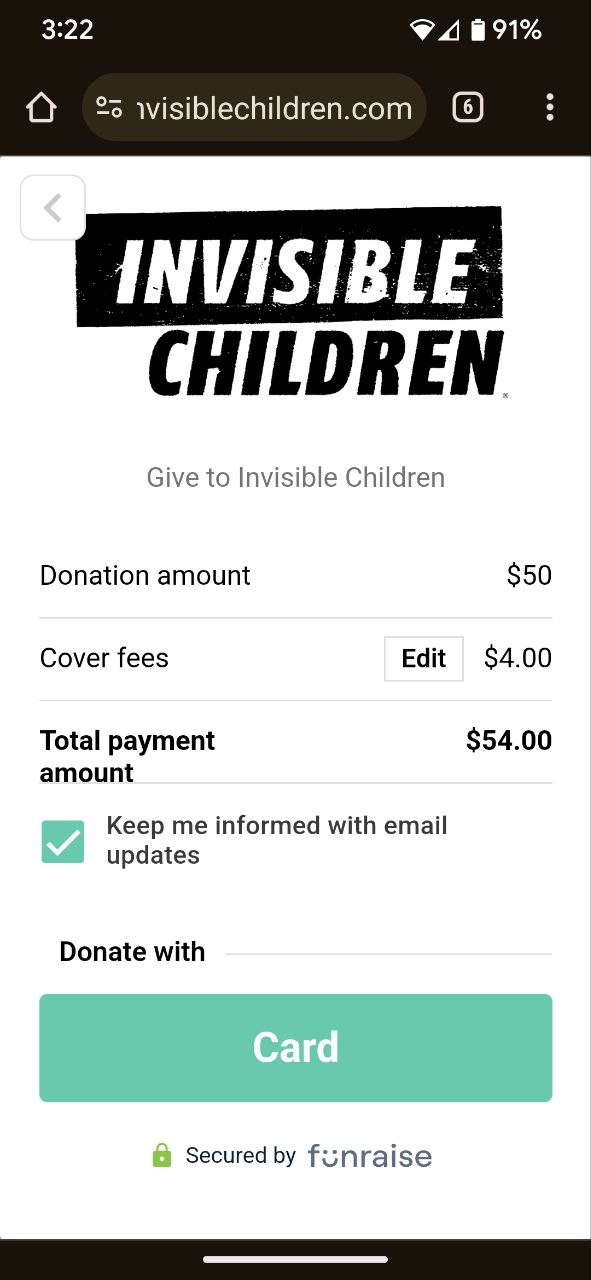 3:22
91%
nvisiblechildren.com
6
INVISIBLE
CHILDREN
®
Give to Invisible Children
Donation amount $50
Cover fees Edit $4.00
Total payment $54.00
amount
Keep me informed with email
updates
Donate with
Card
Secured by funraise